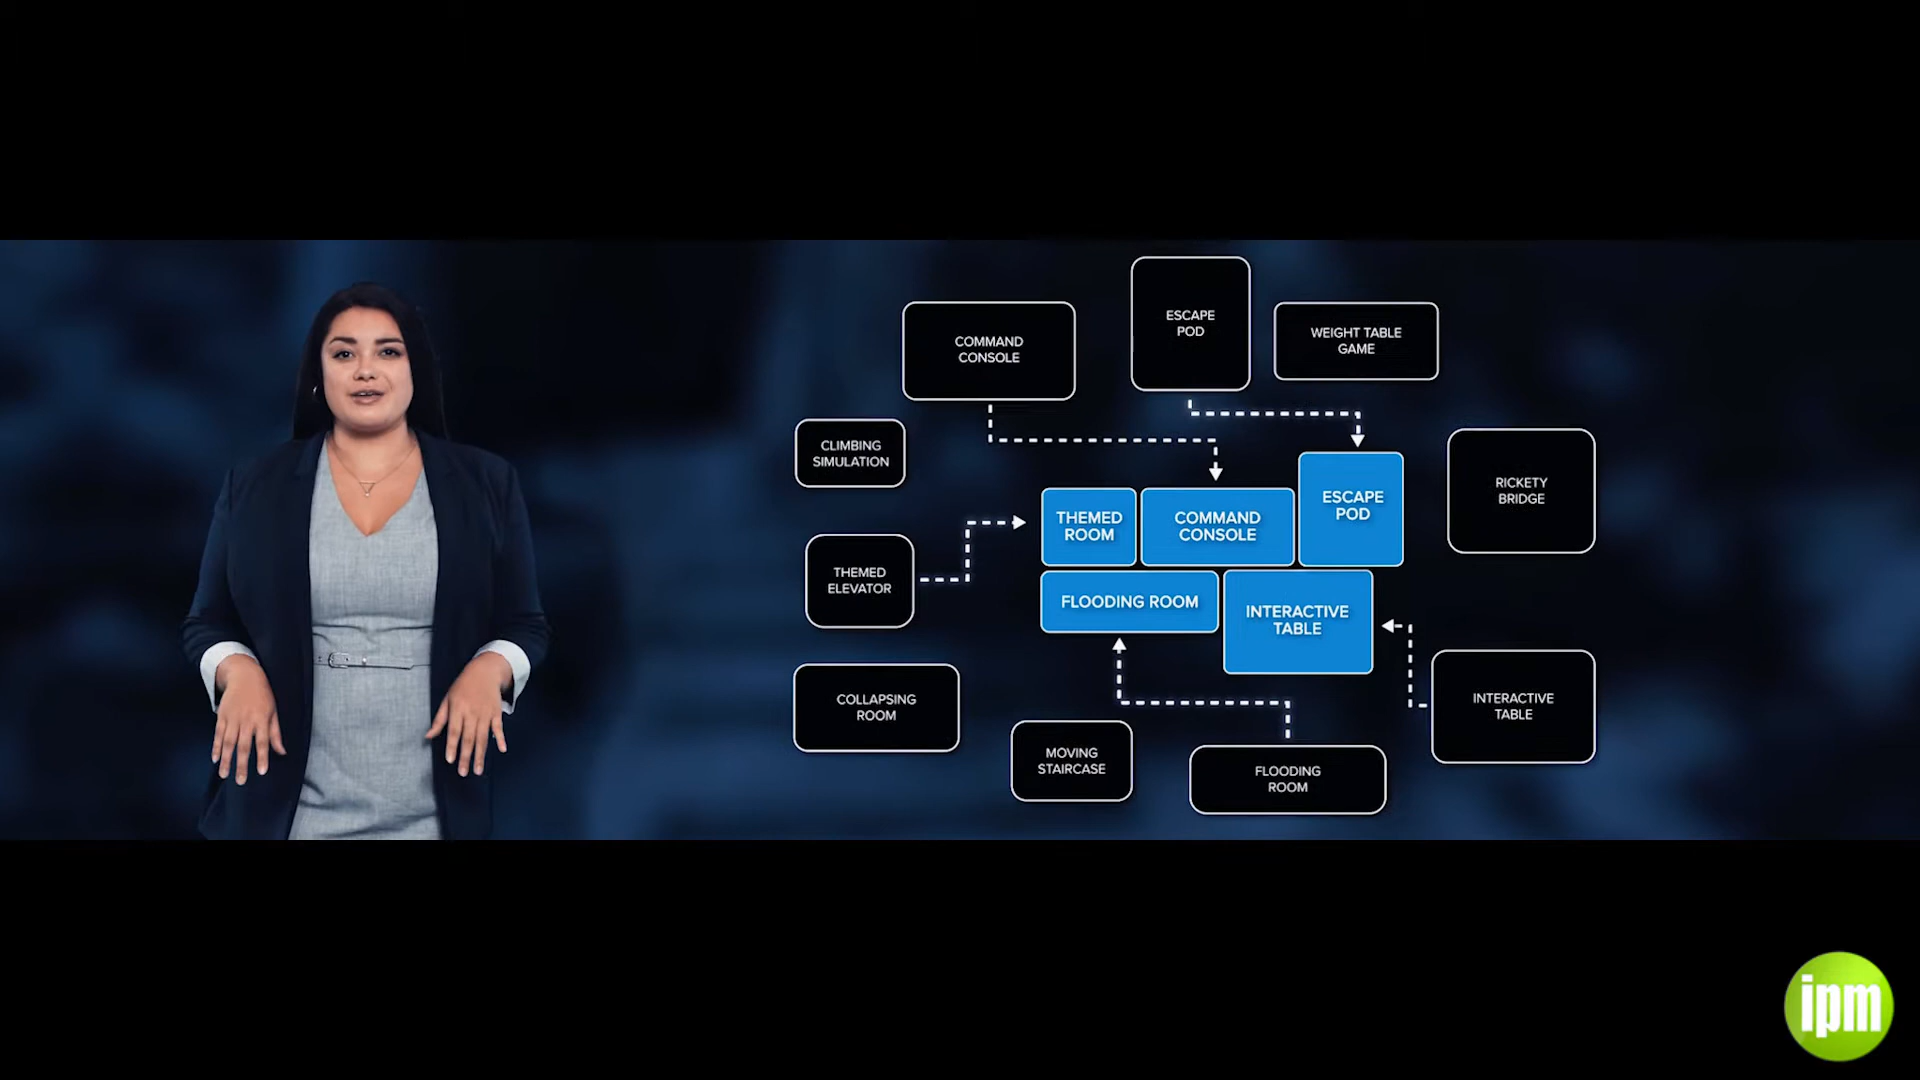 ESCAPE
POD
COMMAND
CONSOLE
WEIGHT TABLE
GAME
CLIMBING
SIMULATION
RICKETY
BRIDGE
ESCAPE
POD
THEMED
ROOM
COMMAND
CONSOLE
THEMED
ELEVATOR
FLOODING ROOM
INTERACTIVE
TABLE
COLLAPSING
ROOM
INTERACTIVE
TABLE
MOVING
STAIRCASE
FLOODING
ROOM
ipm